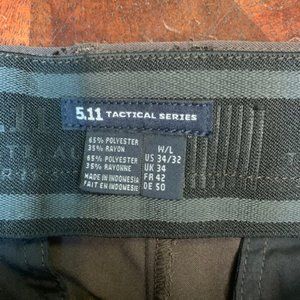 5.11 TACTICAL SERIES
65% POLYESTER
35% RAYON
65% POLYESTER
35% RAYONNE
MADE IN INDONESIA
FAIT EN INDONESIE
W/L
US 34/32
UK 34
FR 42
DE 50